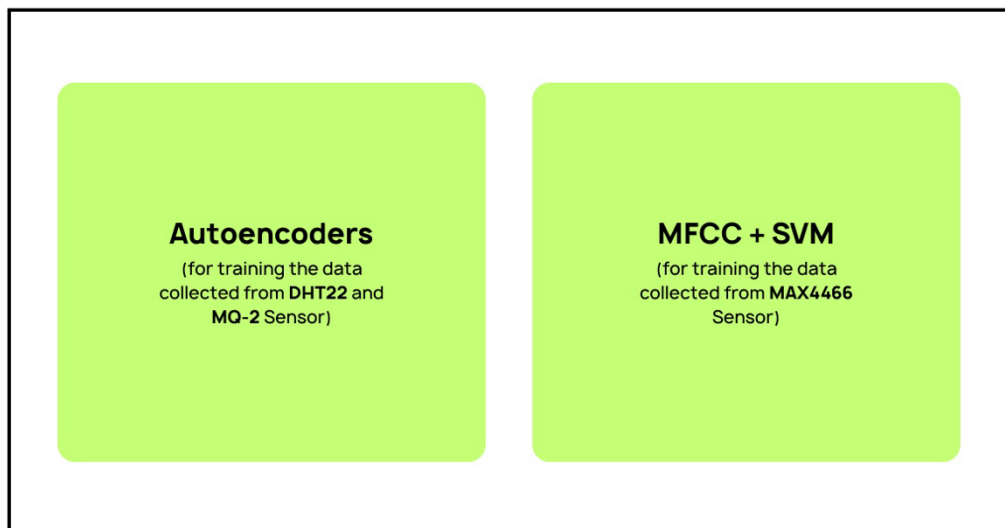 Autoencoders
(for training the data
collected from DHT22 and
MQ-2 Sensor)
MFCC + SVM
(for training the data
collected from MAX4466
Sensor)